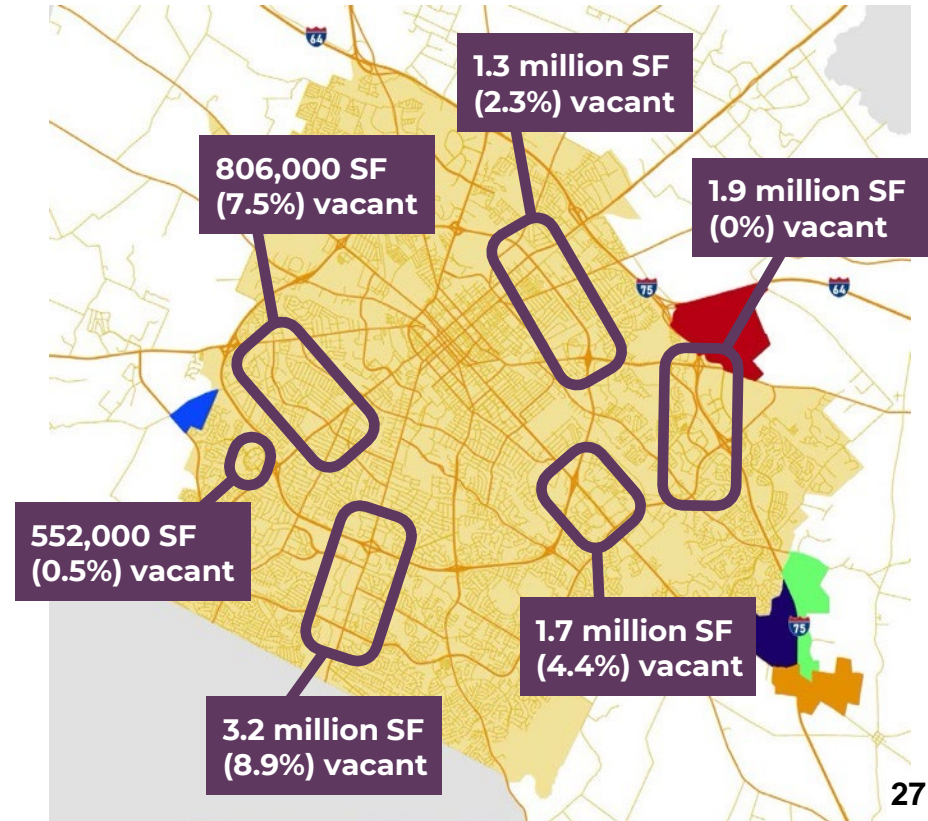 64
1.3 million SF
(2.3%) vacant
806,000 SF
(7.5%) vacant
1.9 million SF
(0%) vacant
75
64
552,000 SF
(0.5%) vacant
1.7 million SF
(4.4%) vacant
75
3.2 million SF
(8.9%) vacant
27